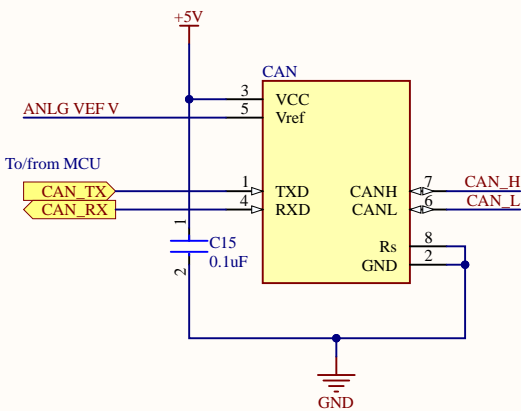 +5V
CAN
3 VCC
ANLG VEF V 5 Vref
To/from MCU
CAN_TX 1 TXD CANH 7 CAN_H
CAN_RX 4 RXD CANL 6 CAN_L
1
C15
0.1uF
2
Rs 8
GND 2
GND